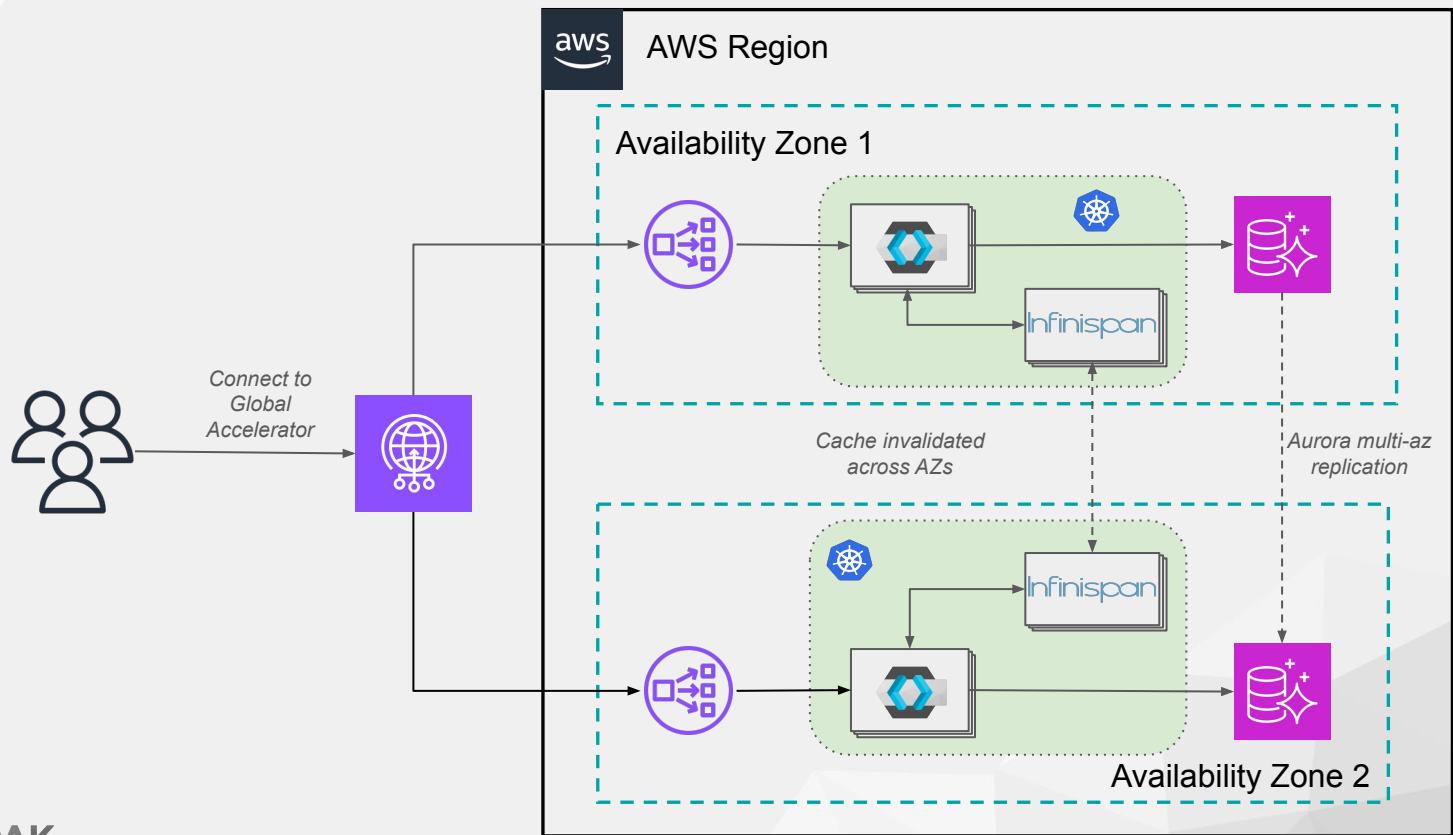 aws
AWS Region
Availability Zone 1
Infinispan
Connect to
Global
Accelerator
Cache invalidated
across AZs
Aurora multi-az
replication
Infinispan
Availability Zone 2